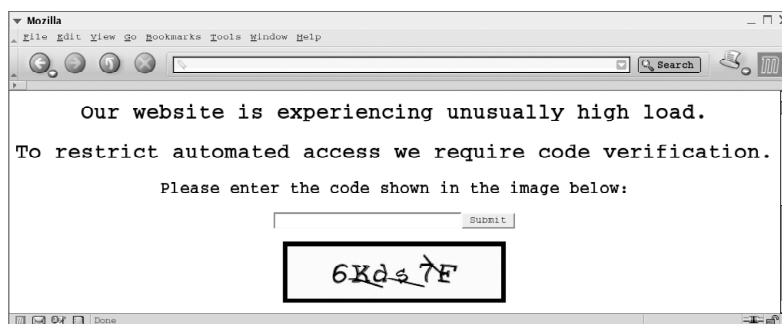 Mozilla
File Edit View Go Bookmarks Tools Window Help
Search
Our website is experiencing unusually high load.
To restrict automated access we require code verification.
Please enter the code shown in the image below:
Submit
6Kds7F
Done